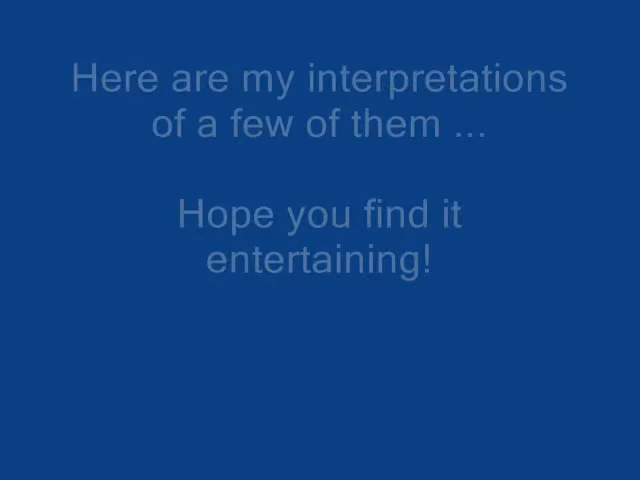 Here are my interpretations
of a few of them ...
Hope you find it
entertaining!